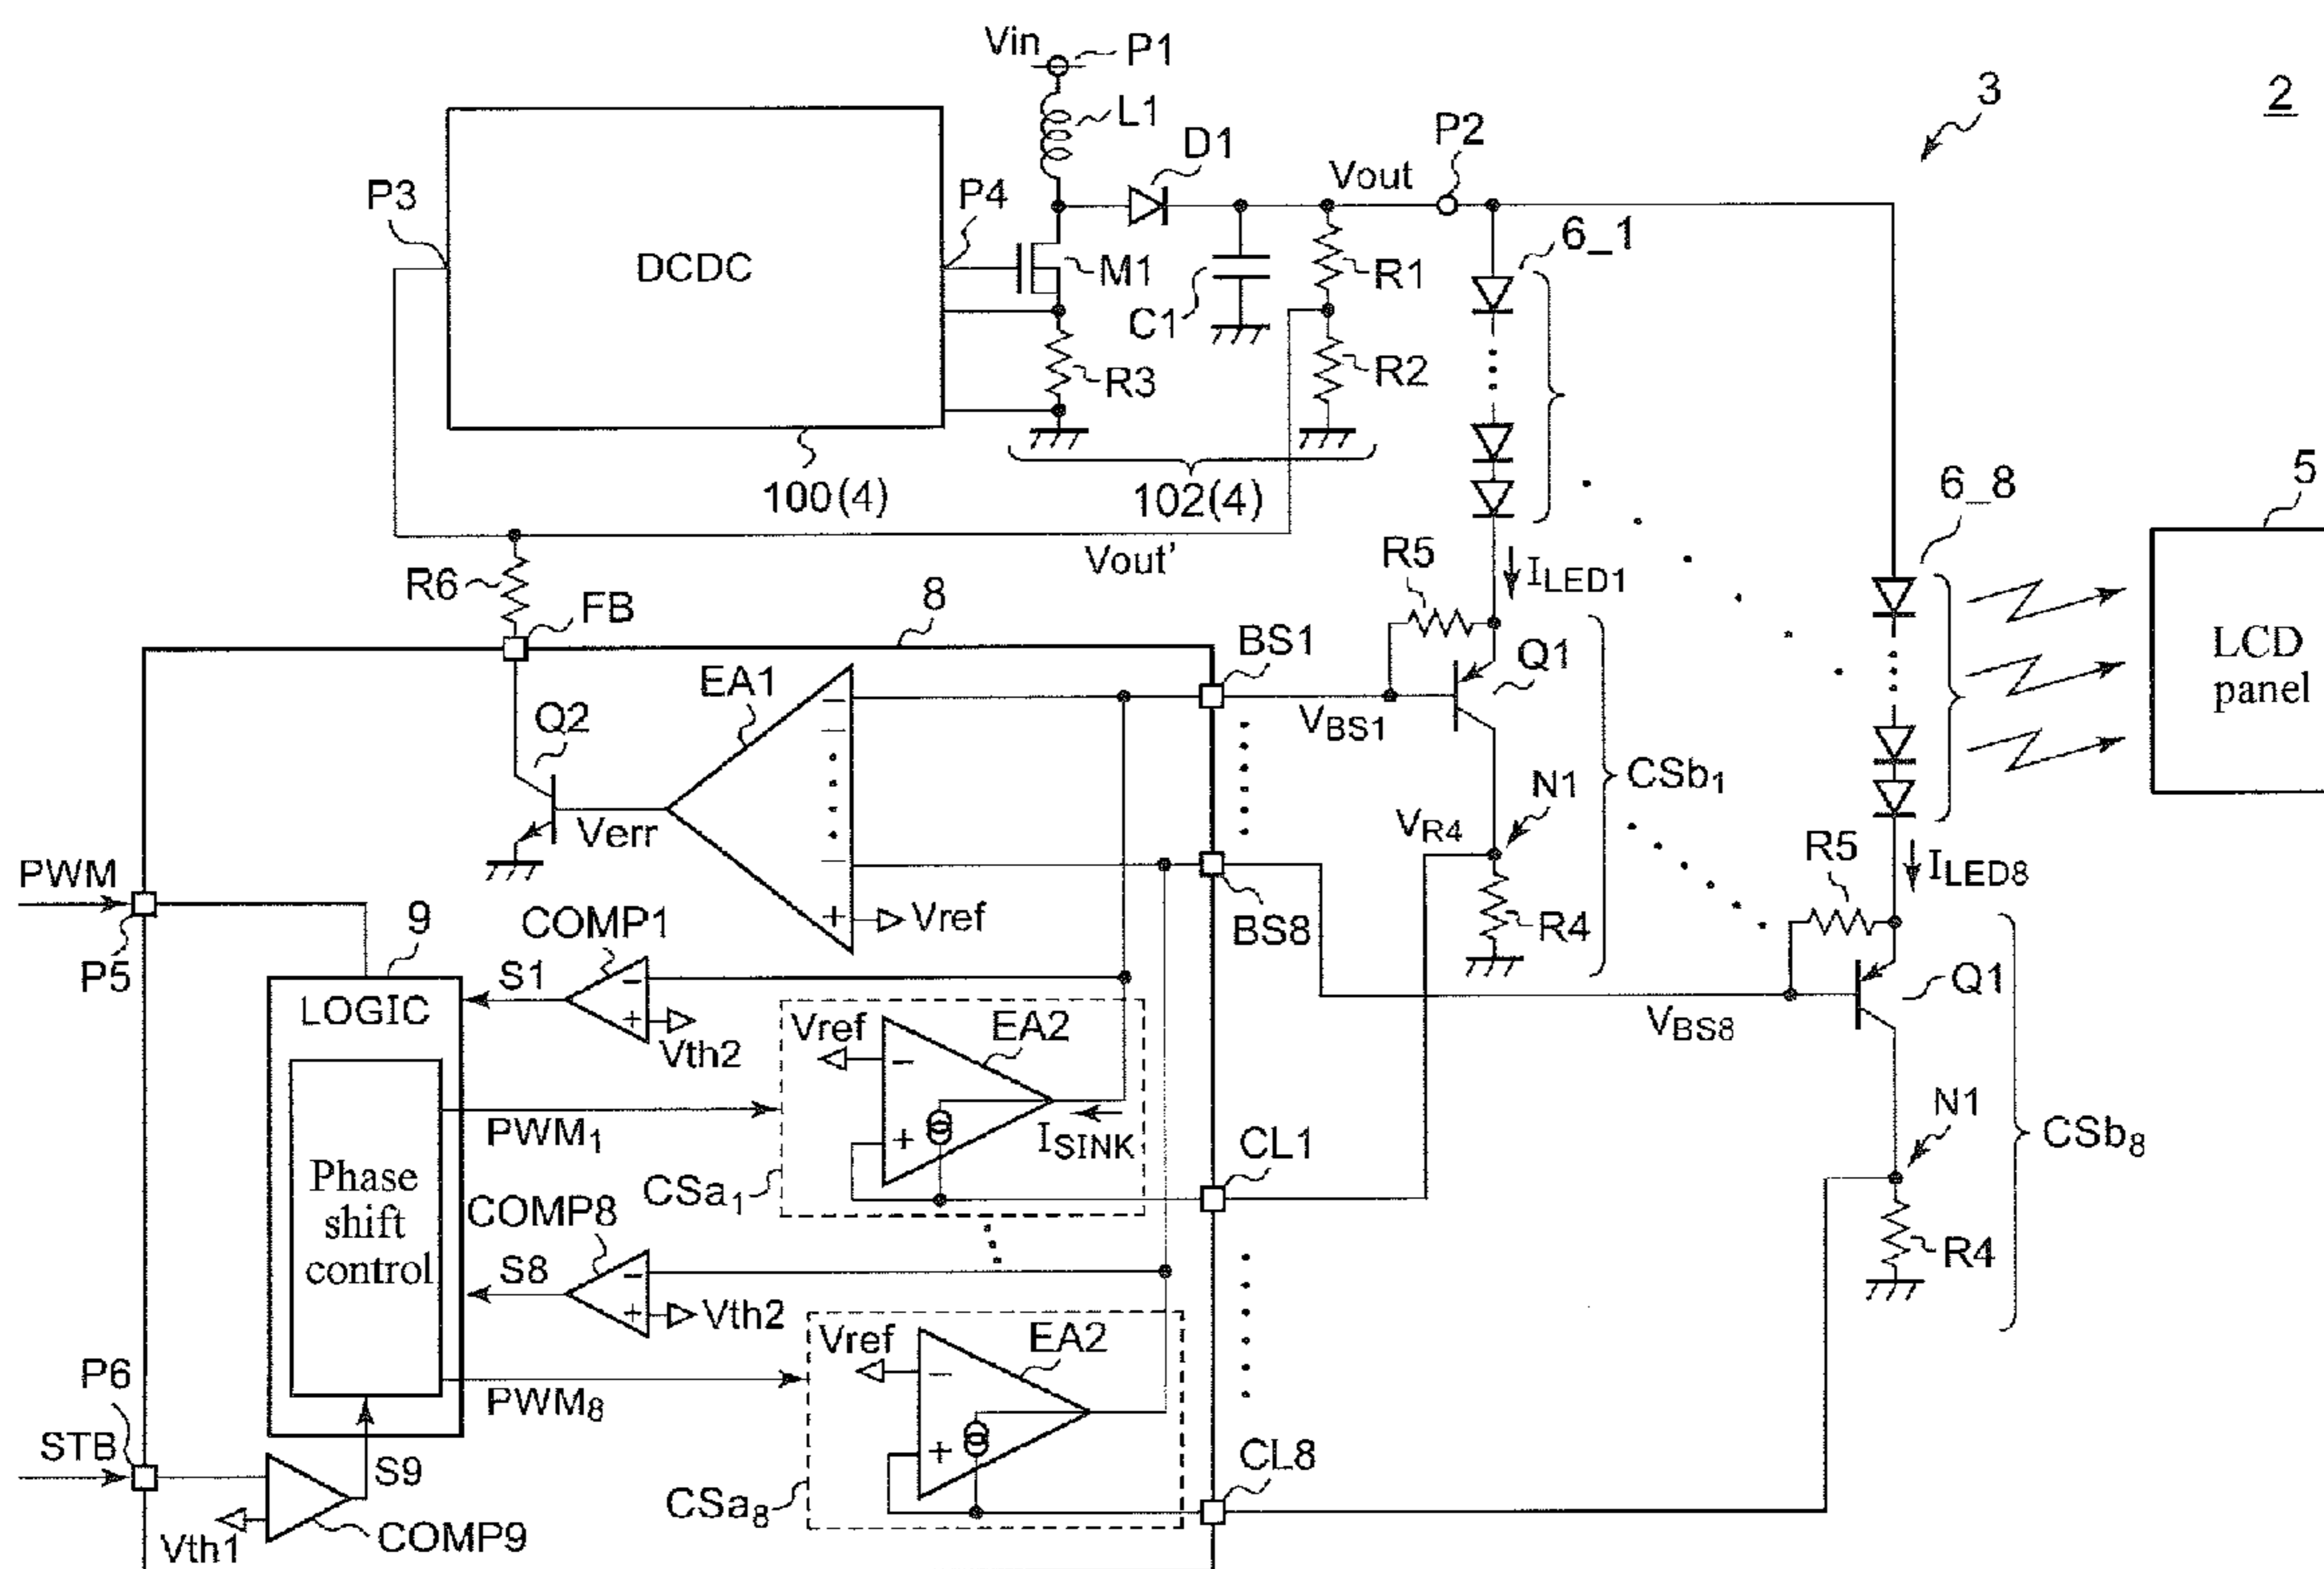 Vin
P1
3
2
L1
D1
P2
Vout
P3
P4
6_1
DCDC
M1
R1
C1
R3
R2
100(4)
102(4)
6_8
5
Vout'
R5
ILED1
R6
FB
8
BS1
Q1
LCD
panel
EA1
Q2
VBS1
CSb1
N1
VR4
Verr
R5
ILED8
PWM
9
COMP1
Vref
BS8
R4
P5
S1
Q1
LOGIC
Vref
EA2
VBS8
Vth2
N1
PWM1
ISINK
CL1
CSb8
Phase
shift
control
CSa1
COMP8
R4
S8
Vth2
Vref
EA2
P6
PWM8
STB
S9
CL8
CSa8
Vth1
COMP9